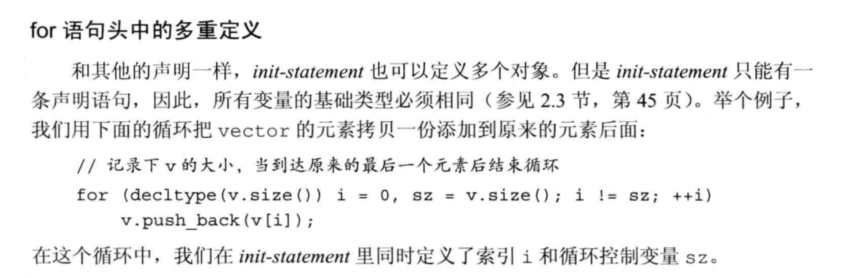 for 语句头中的多重定义
和其他的声明一样，init-statement 也可以定义多个对象。但是 init-statement 只能有一
条声明语句，因此，所有变量的基础类型必须相同（参见 2.3 节，第 45 页）。举个例子，
我们用下面的循环把 vector 的元素拷贝一份添加到原来的元素后面：
// 记录下 v 的大小，当到达原来的最后一个元素后结束循环
for (decltype(v.size()) i = 0, sz = v.size(); i != sz; ++i)
    v.push_back(v[i]);
在这个循环中，我们在 init-statement 里同时定义了索引 i 和循环控制变量 sz。